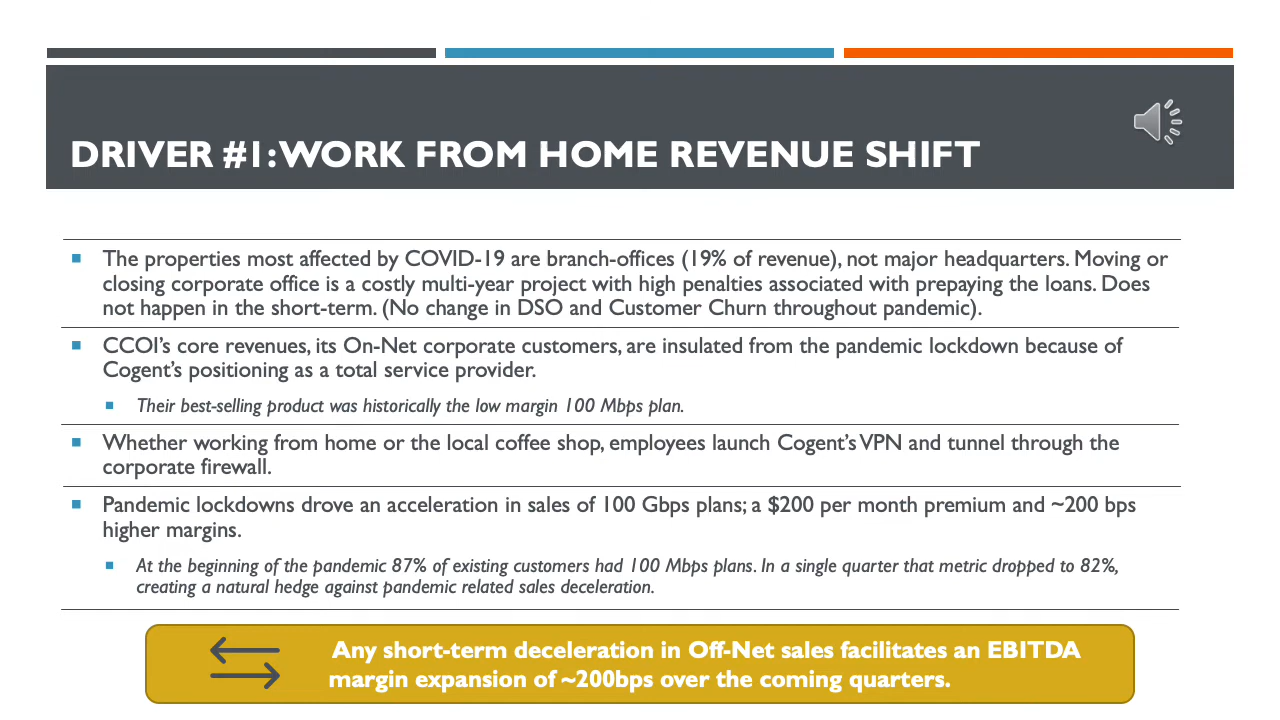 DRIVER #1: WORK FROM HOME REVENUE SHIFT
The properties most affected by COVID-19 are branch-offices (19% of revenue), not major headquarters. Moving or
closing corporate office is a costly multi-year project with high penalties associated with prepaying the loans. Does
not happen in the short-term. (No change in DSO and Customer Churn throughout pandemic).
CCOI's core revenues, its On-Net corporate customers, are insulated from the pandemic lockdown because of
Cogent's positioning as a total service provider.
Their best-selling product was historically the low margin 100 Mbps plan.
Whether working from home or the local coffee shop, employees launch Cogent's VPN and tunnel through the
corporate firewall.
Pandemic lockdowns drove an acceleration in sales of 100 Gbps plans; a $200 per month premium and ~200 bps
higher margins.
At the beginning of the pandemic 87% of existing customers had 100 Mbps plans. In a single quarter that metric dropped to 82%,
creating a natural hedge against pandemic related sales deceleration.
Any short-term deceleration in Off-Net sales facilitates an EBITDA
margin expansion of ~200bps over the coming quarters.